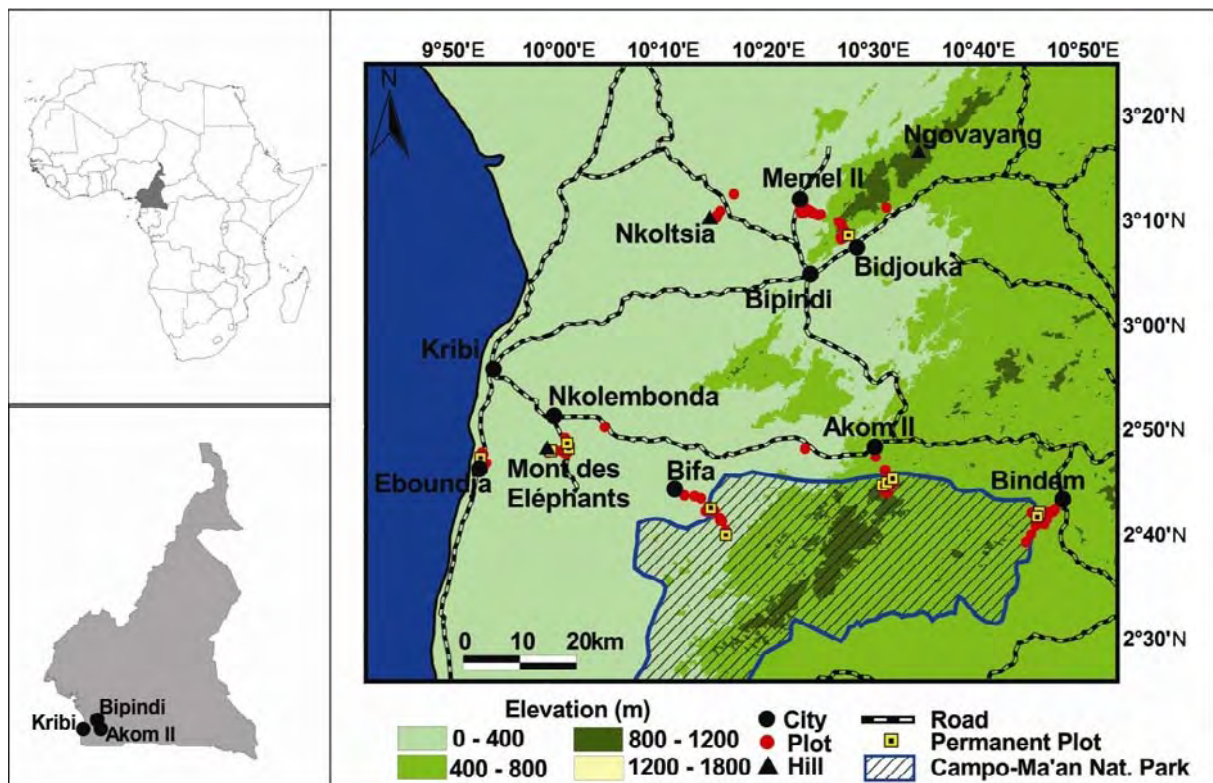 9°50'E 10°00'E 10°10'E 10°20'E 10°30'E 10°40'E 10°50'E
N
3°20'N
Ngovayang
Memel II
3°10'N
Nkoltsia
Bidjouka
Bipindi
3°00'N
Kribi
Nkolembonda
2°50'N
Akom II
Mont des
Eléphants
Bifa
Eboundja
Bindem
2°40'N
2°30'N
0 10 20km
Bipindi
Kribi
Akom II
Elevation (m)
0 - 400
400 - 800
800 - 1200
1200 - 1800
City
Plot
Hill
Road
Permanent Plot
Campo-Ma'an Nat. Park